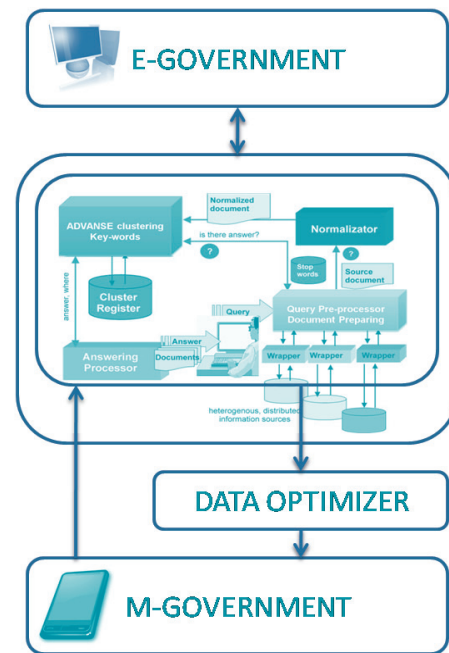 E-GOVERNMENT
Normalized
document
ADVANSE clustering
Key-words
is there answer?
?
Normalizator
?
Stop
words
Source
document
answer, where
Cluster
Register
Query
Query Pre-processor
Document Preparing
Answer
Documents
Answering
Processor
Wrapper
Wrapper
Wrapper
heterogenous, distributed
information sources
DATA OPTIMIZER
M-GOVERNMENT